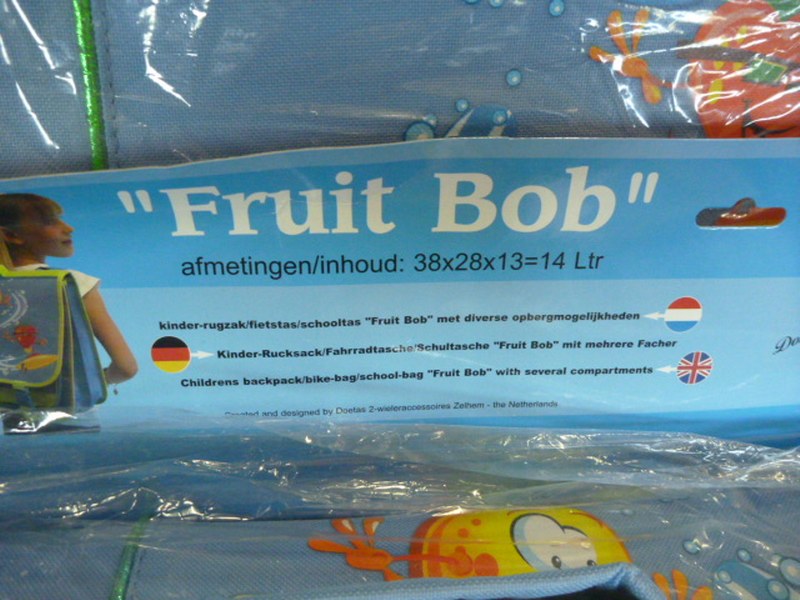 "Fruit Bob"
afmetingen/inhoud: 38x28x13=14 Ltr
kinder-rugzak/fietstas/schooltas "Fruit Bob" met diverse opbergmogelijkheden
Kinder-Rucksack/Fahrradtasche/Schultasche "Fruit Bob" mit mehrere Facher
Childrens backpack/bike-bag/school-bag "Fruit Bob" with several compartments
Created and designed by Doetas 2-wieleraccessoires Zelhem - the Netherlands